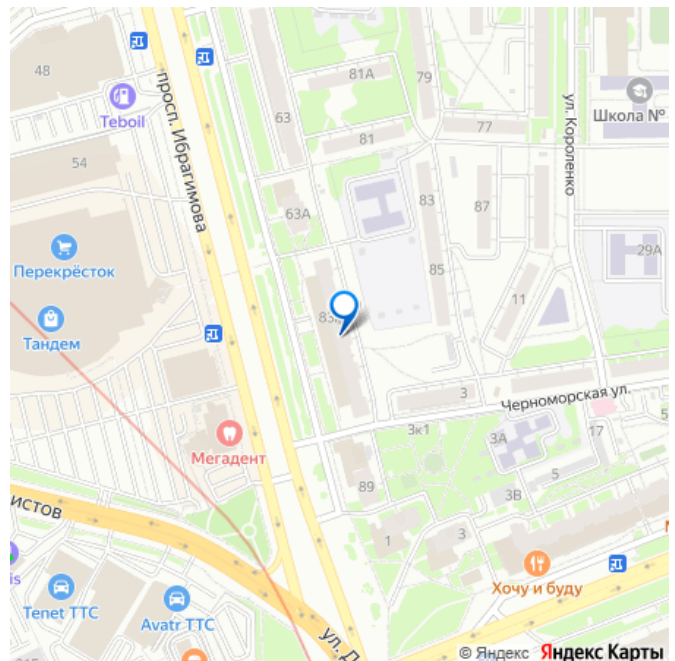 48
81А
79
Teboil
63
77
Школа №
просп. Ибрагимова
ул. Короленко
54
81
83
63А
87
Перекрёсток
85
29А
11
Тандем
3
Черноморская ул.
3к1
3А
17
Мегадент
5
89
3В
1
3
Хочу и буду
истов
Tenet ТТС
Avatr ТТС
ул. Д
© Яндекс Яндекс Карты